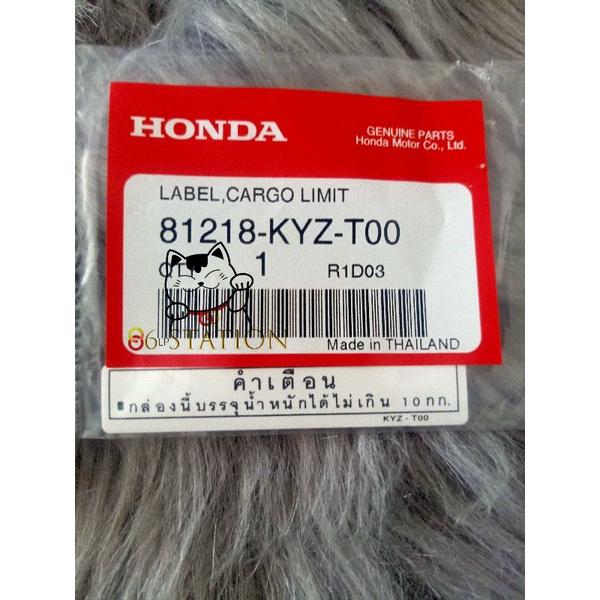 HONDA
GENUINE PARTS
Honda Motor Co., Ltd.
LABEL,CARGO LIMIT
81218-KYZ-T00
1 R1D03
86LPSTATION
Made in THAILAND
คำเตือน
กล่องนี้บรรจุน้ำหนักได้ไม่เกิน 10 กก.
KYZ - T00